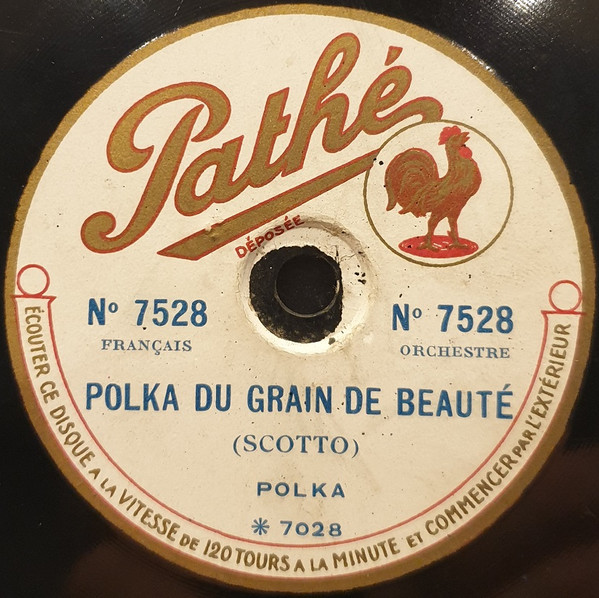 Pathé
DÉPOSÉE
Nº 7528
FRANÇAIS
Nº 7528
ORCHESTRE
POLKA DU GRAIN DE BEAUTÉ
(SCOTTO)
POLKA
* 7028
ÉCOUTER CE DISQUE A LA VITESSE DE 120 TOURS A LA MINUTE ET COMMENCER PAR L'EXTÉRIEUR